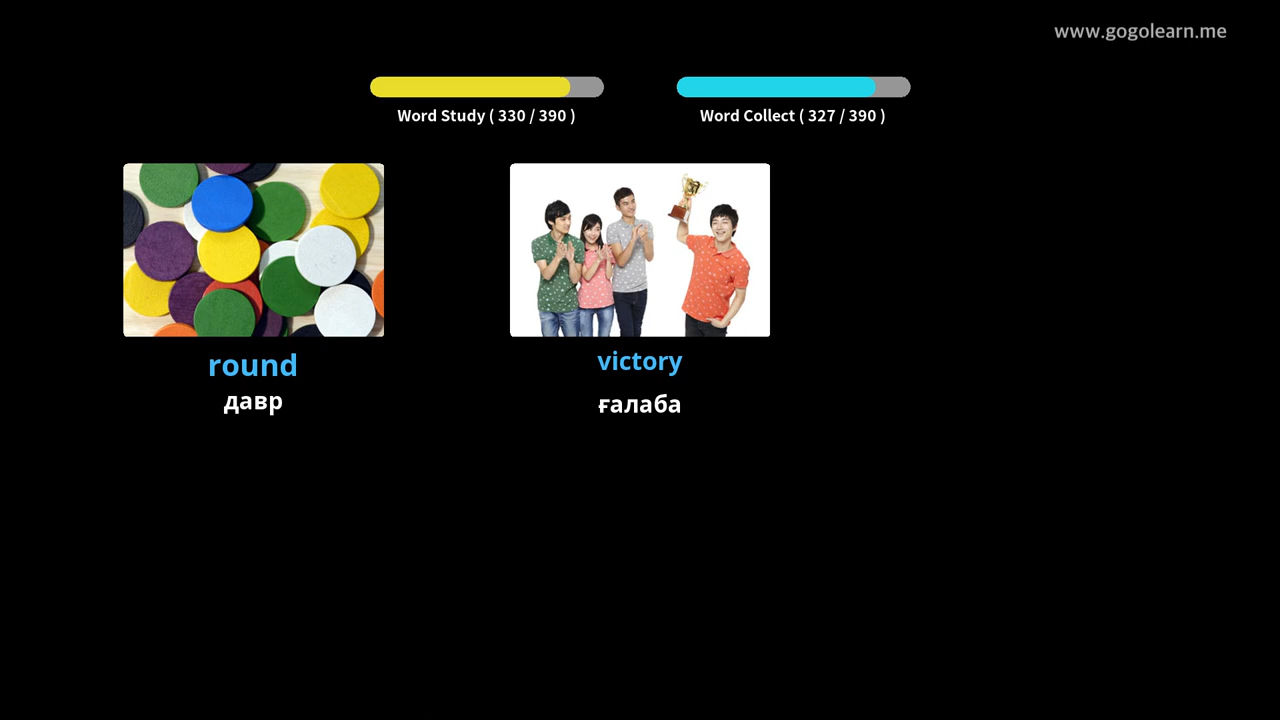 www.gogolearn.me
Word Study ( 330 / 390 )
Word Collect ( 327 / 390 )
round
давр
victory
ғалаба